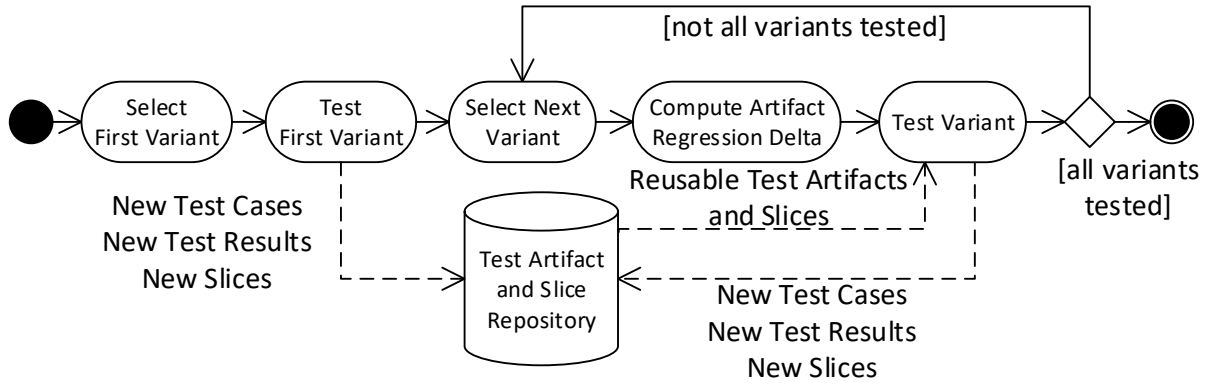 [not all variants tested]
Select
First Variant
Test
First Variant
Select Next
Variant
Compute Artifact
Regression Delta
Test Variant
[all variants
tested]
Reusable Test Artifacts
and Slices
New Test Cases
New Test Results
New Slices
Test Artifact
and Slice
Repository
New Test Cases
New Test Results
New Slices